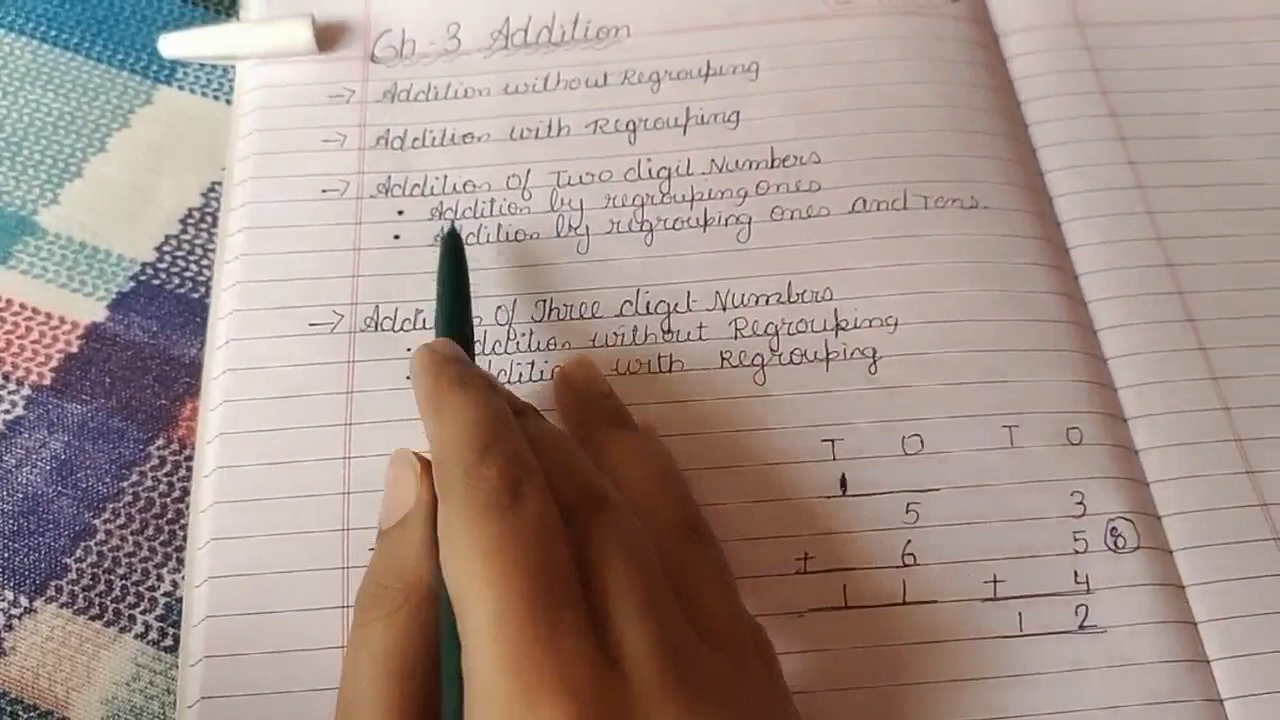 Ch-3 Addition
→ Addition without Regrouping
→ Addition with Regrouping
→ Addition Of Two digit Numbers
• Addition by regrouping Ones
• Addition by regrouping Ones and Tens.
→ Of Three digit Numbers
Addition without Regrouping
with Regrouping
T O T O
1
5 3
+ 6 5 8
1 1 + 4
1 2